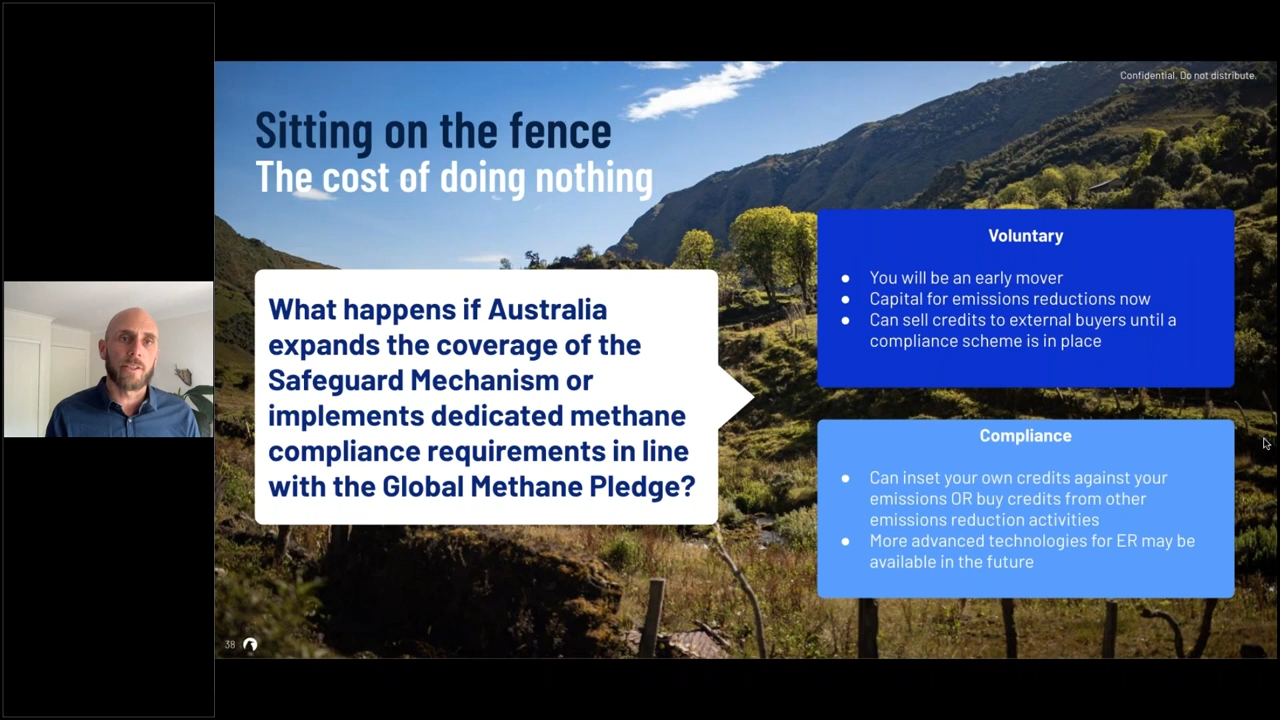 Confidential. Do not distribute.
Sitting on the fence
The cost of doing nothing
What happens if Australia
expands the coverage of the
Safeguard Mechanism or
implements dedicated methane
compliance requirements in line
with the Global Methane Pledge?
Voluntary
● You will be an early mover
● Capital for emissions reductions now
● Can sell credits to external buyers until a
compliance scheme is in place
Compliance
● Can inset your own credits against your
emissions OR buy credits from other
emissions reduction activities
● More advanced technologies for ER may be
available in the future
38